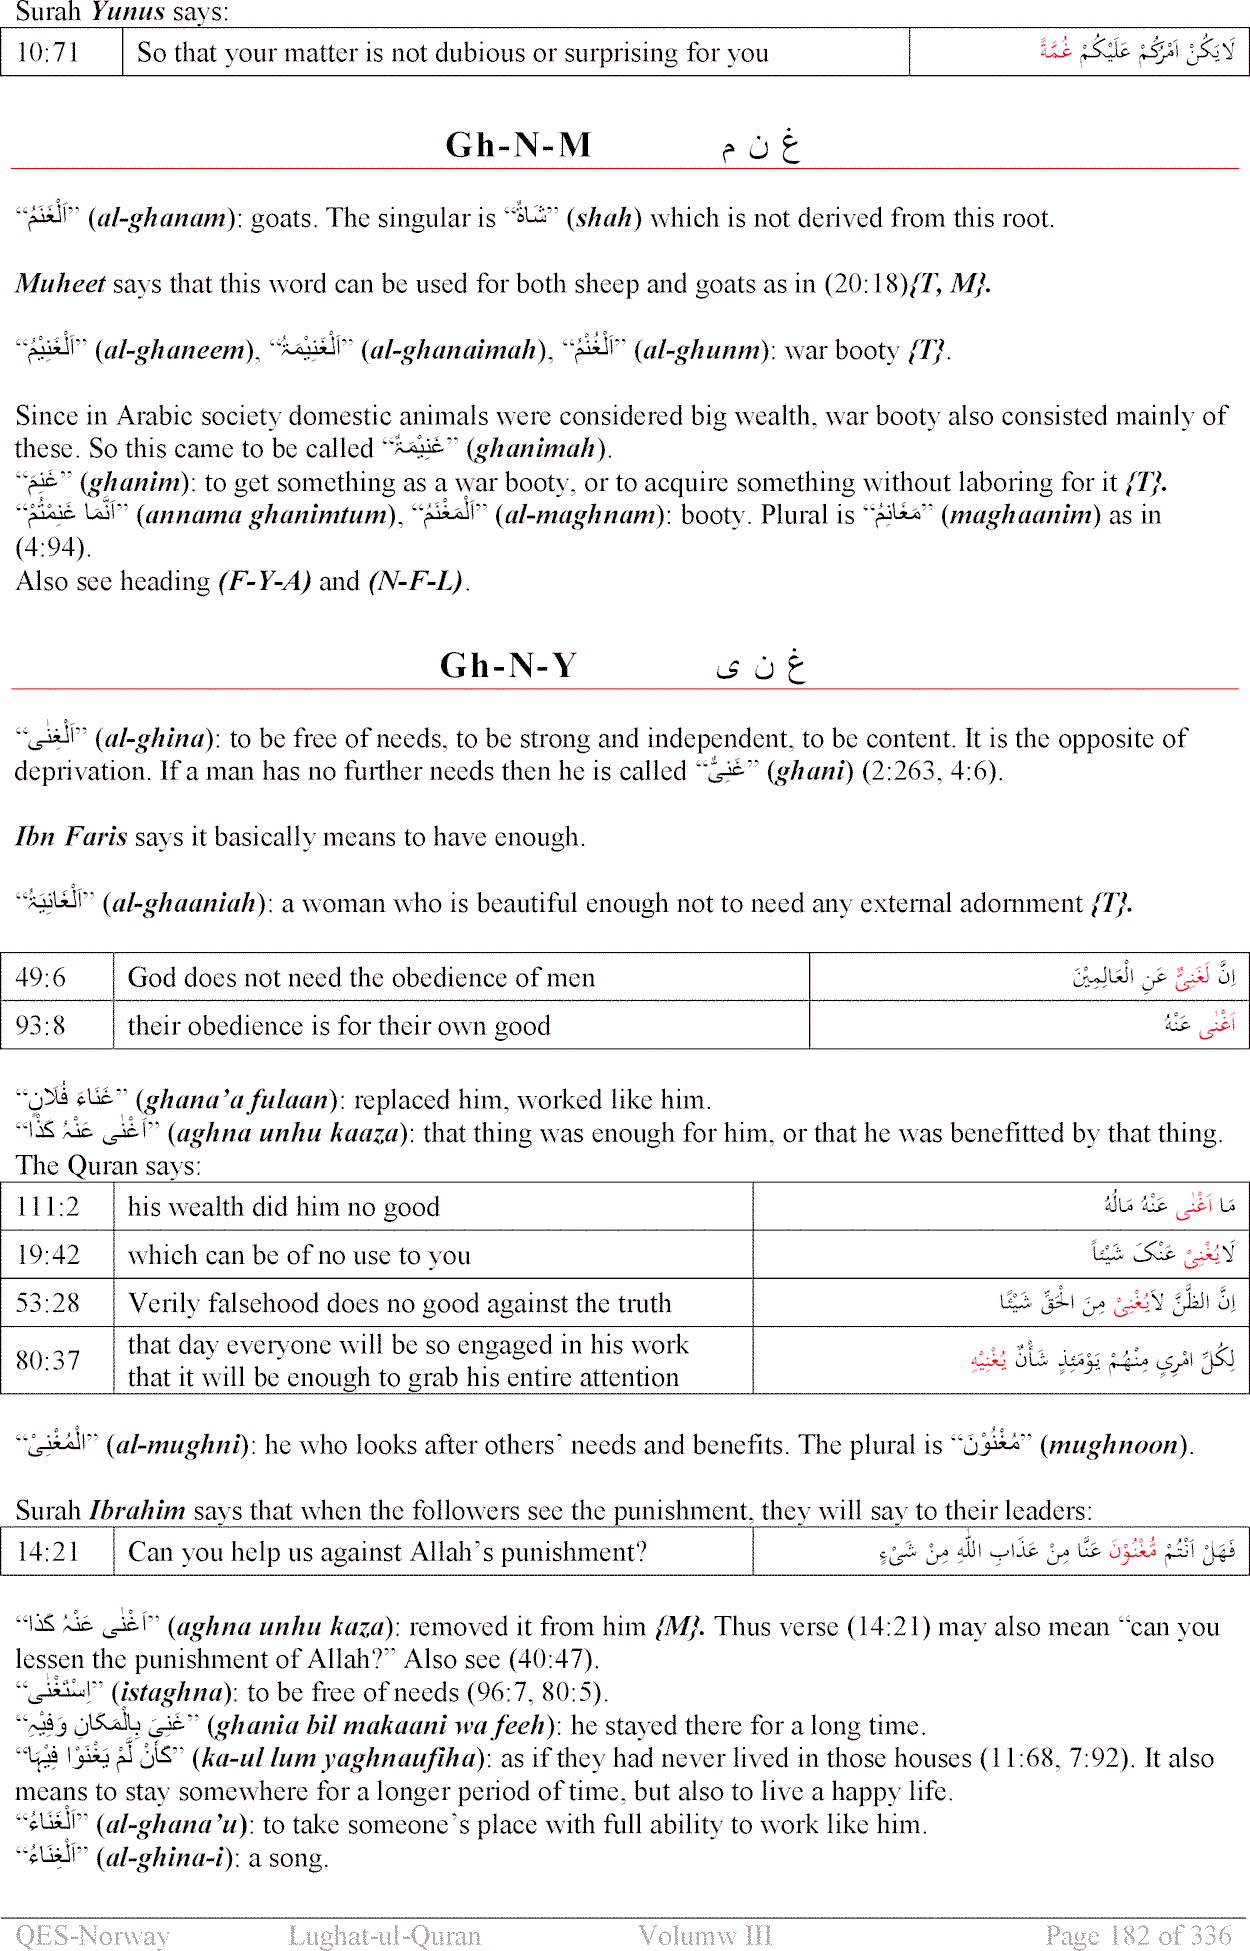 Surah Yunus says:
10:71 So that your matter is not dubious or surprising for you لَا يَكُنْ اَمْرُكُمْ عَلَيْكُمْ غُمَّةً
Gh-N-M غ ن م
“اَلْغَنَمُ” (al-ghanam): goats. The singular is “شَاۃٌ” (shah) which is not derived from this root.
Muheet says that this word can be used for both sheep and goats as in (20:18){T, M}.
“اَلْغَنِیْمُ” (al-ghaneem), “اَلْغَنِیْمَۃُ” (al-ghanaimah), “اَلْغُنْمُ” (al-ghunm): war booty {T}.
Since in Arabic society domestic animals were considered big wealth, war booty also consisted mainly of
these. So this came to be called “غَنِیْمَۃٌ” (ghanimah).
“غَنِمَ” (ghanim): to get something as a war booty, or to acquire something without laboring for it {T}.
“اَنَّمَا غَنِمْتُمْ” (annama ghanimtum), “اَلْمَغْنَمُ” (al-maghnam): booty. Plural is “مَغَانِمُ” (maghaanim) as in
(4:94).
Also see heading (F-Y-A) and (N-F-L).
Gh-N-Y غ ن ی
“اَلْغِنٰی” (al-ghina): to be free of needs, to be strong and independent, to be content. It is the opposite of
deprivation. If a man has no further needs then he is called “غَنِیٌّ” (ghani) (2:263, 4:6).
Ibn Faris says it basically means to have enough.
“اَلْغَانِیَۃُ” (al-ghaaniah): a woman who is beautiful enough not to need any external adornment {T}.
49:6 God does not need the obedience of men اِنَّ لَغَنِیٌّ عَنِ الْعَالِمِیْنَ
93:8 their obedience is for their own good اَغْنٰی عَنْهُ
“غَنَاءَ فُلَانٍ” (ghana’a fulaan): replaced him, worked like him.
“اَغْنٰی عَنْہُ کَذَا” (aghna unhu kaaza): that thing was enough for him, or that he was benefitted by that thing.
The Quran says:
111:2 his wealth did him no good مَا اَغْنٰی عَنْهُ مَالُهُ
19:42 which can be of no use to you لَا یُغْنِیْ عَنْکَ شَیْئاً
53:28 Verily falsehood does no good against the truth اِنَّ الظَّنَّ لَا یُغْنِیْ مِنَ الْحَقِّ شَیْئًا
80:37 that day everyone will be so engaged in his work
that it will be enough to grab his entire attention لِکُلِّ امْرِیٍ مِنْهُمْ یَوْمَئِذٍ شَأْنٌ یُغْنِیْهِ
“الْمُغْنِیْ” (al-mughni): he who looks after others’ needs and benefits. The plural is “مُغْنُوْنَ” (mughnoon).
Surah Ibrahim says that when the followers see the punishment, they will say to their leaders:
14:21 Can you help us against Allah’s punishment? فَهَلْ اَنْتُمْ مُّغْنُوْنَ عَنَّا مِنْ عَذَابِ اللّٰهِ مِنْ شَیْءٍ
“اَغْنٰی عَنْہُ کَذا” (aghna unhu kaza): removed it from him {M}. Thus verse (14:21) may also mean “can you
lessen the punishment of Allah?” Also see (40:47).
“اِسْتَغْنٰی” (istaghna): to be free of needs (96:7, 80:5).
“غَنِیَ بِالْمَکَانِ وَفِیْہِ” (ghania bil makaani wa feeh): he stayed there for a long time.
“کَأَنْ لَّمْ یَغْنَوْا فِیْہَا” (ka-ul lum yaghnaufiha): as if they had never lived in those houses (11:68, 7:92). It also
means to stay somewhere for a longer period of time, but also to live a happy life.
“اَلْغَنَاءُ” (al-ghana’u): to take someone’s place with full ability to work like him.
“اَلْغِنَاءُ” (al-ghina-i): a song.
QES-Norway Lughat-ul-Quran Volumw III Page 182 of 336